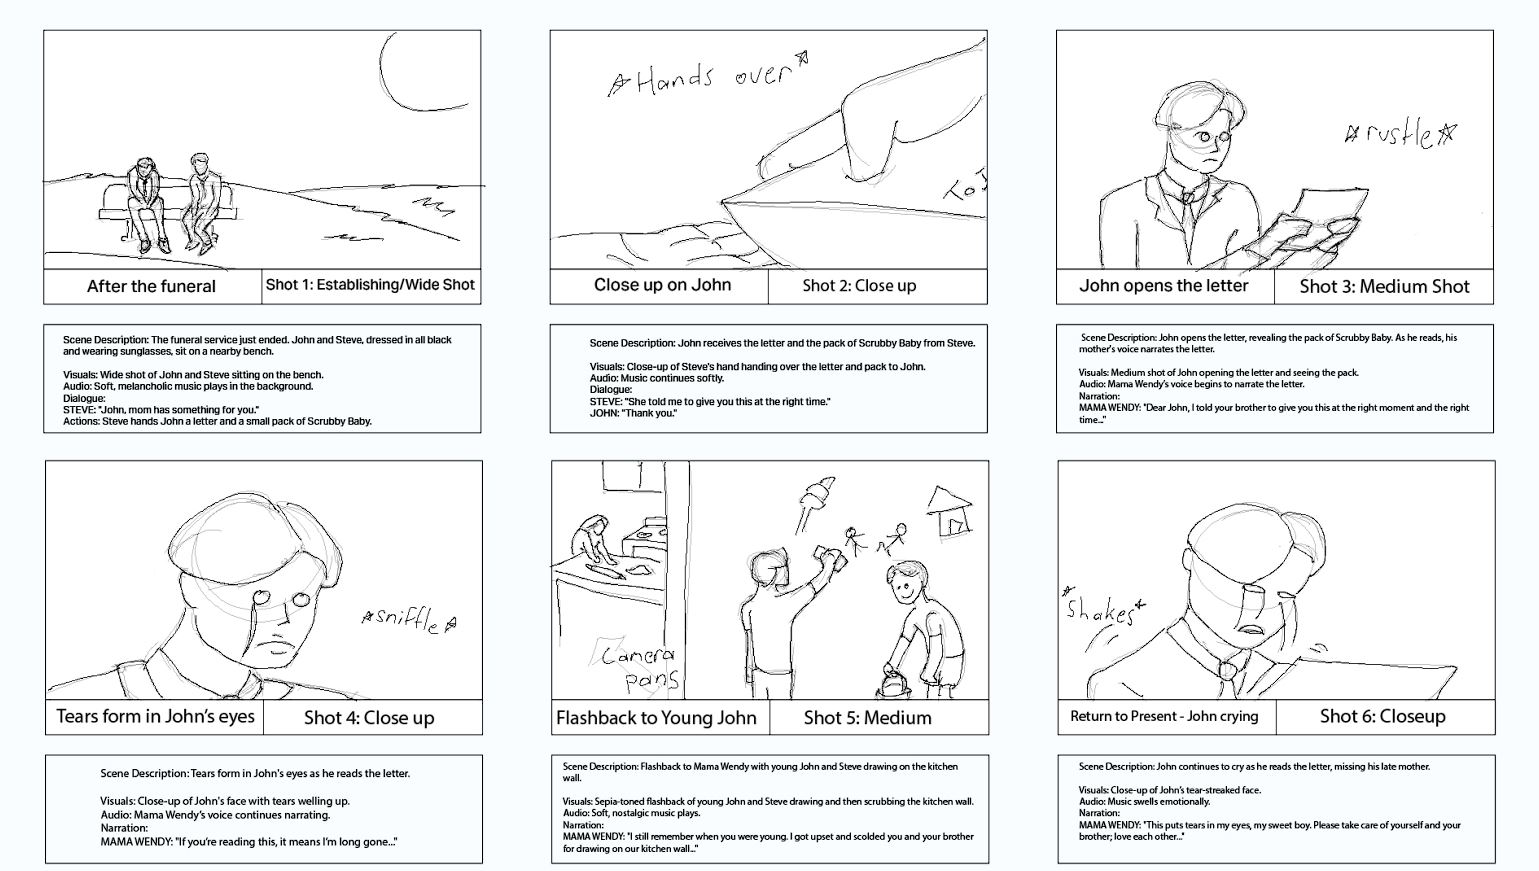 After the funeral
Shot 1: Establishing/Wide Shot
Scene Description: The funeral service just ended. John and Steve, dressed in all black
and wearing sunglasses, sit on a nearby bench.
Visuals: Wide shot of John and Steve sitting on the bench.
Audio: Soft, melancholic music plays in the background.
Dialogue:
STEVE: "John, mom has something for you."
Actions: Steve hands John a letter and a small pack of Scrubby Baby.
☆Hands over☆
To J
Close up on John
Shot 2: Close up
Scene Description: John receives the letter and the pack of Scrubby Baby from Steve.
Visuals: Close-up of Steve's hand handing over the letter and pack to John.
Audio: Music continues softly.
Dialogue:
STEVE: "She told me to give you this at the right time."
JOHN: "Thank you."
☆rustle☆
John opens the letter
Shot 3: Medium Shot
Scene Description: John opens the letter, revealing the pack of Scrubby Baby. As he reads, his
mother's voice narrates the letter.
Visuals: Medium shot of John opening the letter and seeing the pack.
Audio: Mama Wendy's voice begins to narrate the letter.
Narration:
MAMA WENDY: "Dear John, I told your brother to give you this at the right moment and the right
time..."
☆sniffle☆
Tears form in John's eyes
Shot 4: Close up
Scene Description: Tears form in John's eyes as he reads the letter.
Visuals: Close-up of John's face with tears welling up.
Audio: Mama Wendy's voice continues narrating.
Narration:
MAMA WENDY: "If you're reading this, it means I'm long gone..."
Camera
pans
Flashback to Young John
Shot 5: Medium
Scene Description: Flashback to Mama Wendy with young John and Steve drawing on the kitchen
wall.
Visuals: Sepia-toned flashback of young John and Steve drawing and then scrubbing the kitchen wall.
Audio: Soft, nostalgic music plays.
Narration:
MAMA WENDY: "I still remember when you were young. I got upset and scolded you and your brother
for drawing on our kitchen wall..."
☆Shakes☆
Return to Present - John crying
Shot 6: Closeup
Scene Description: John continues to cry as he reads the letter, missing his late mother.
Visuals: Close-up of John's tear-streaked face.
Audio: Music swells emotionally.
Narration:
MAMA WENDY: "This puts tears in my eyes, my sweet boy. Please take care of yourself and your
brother; love each other..."